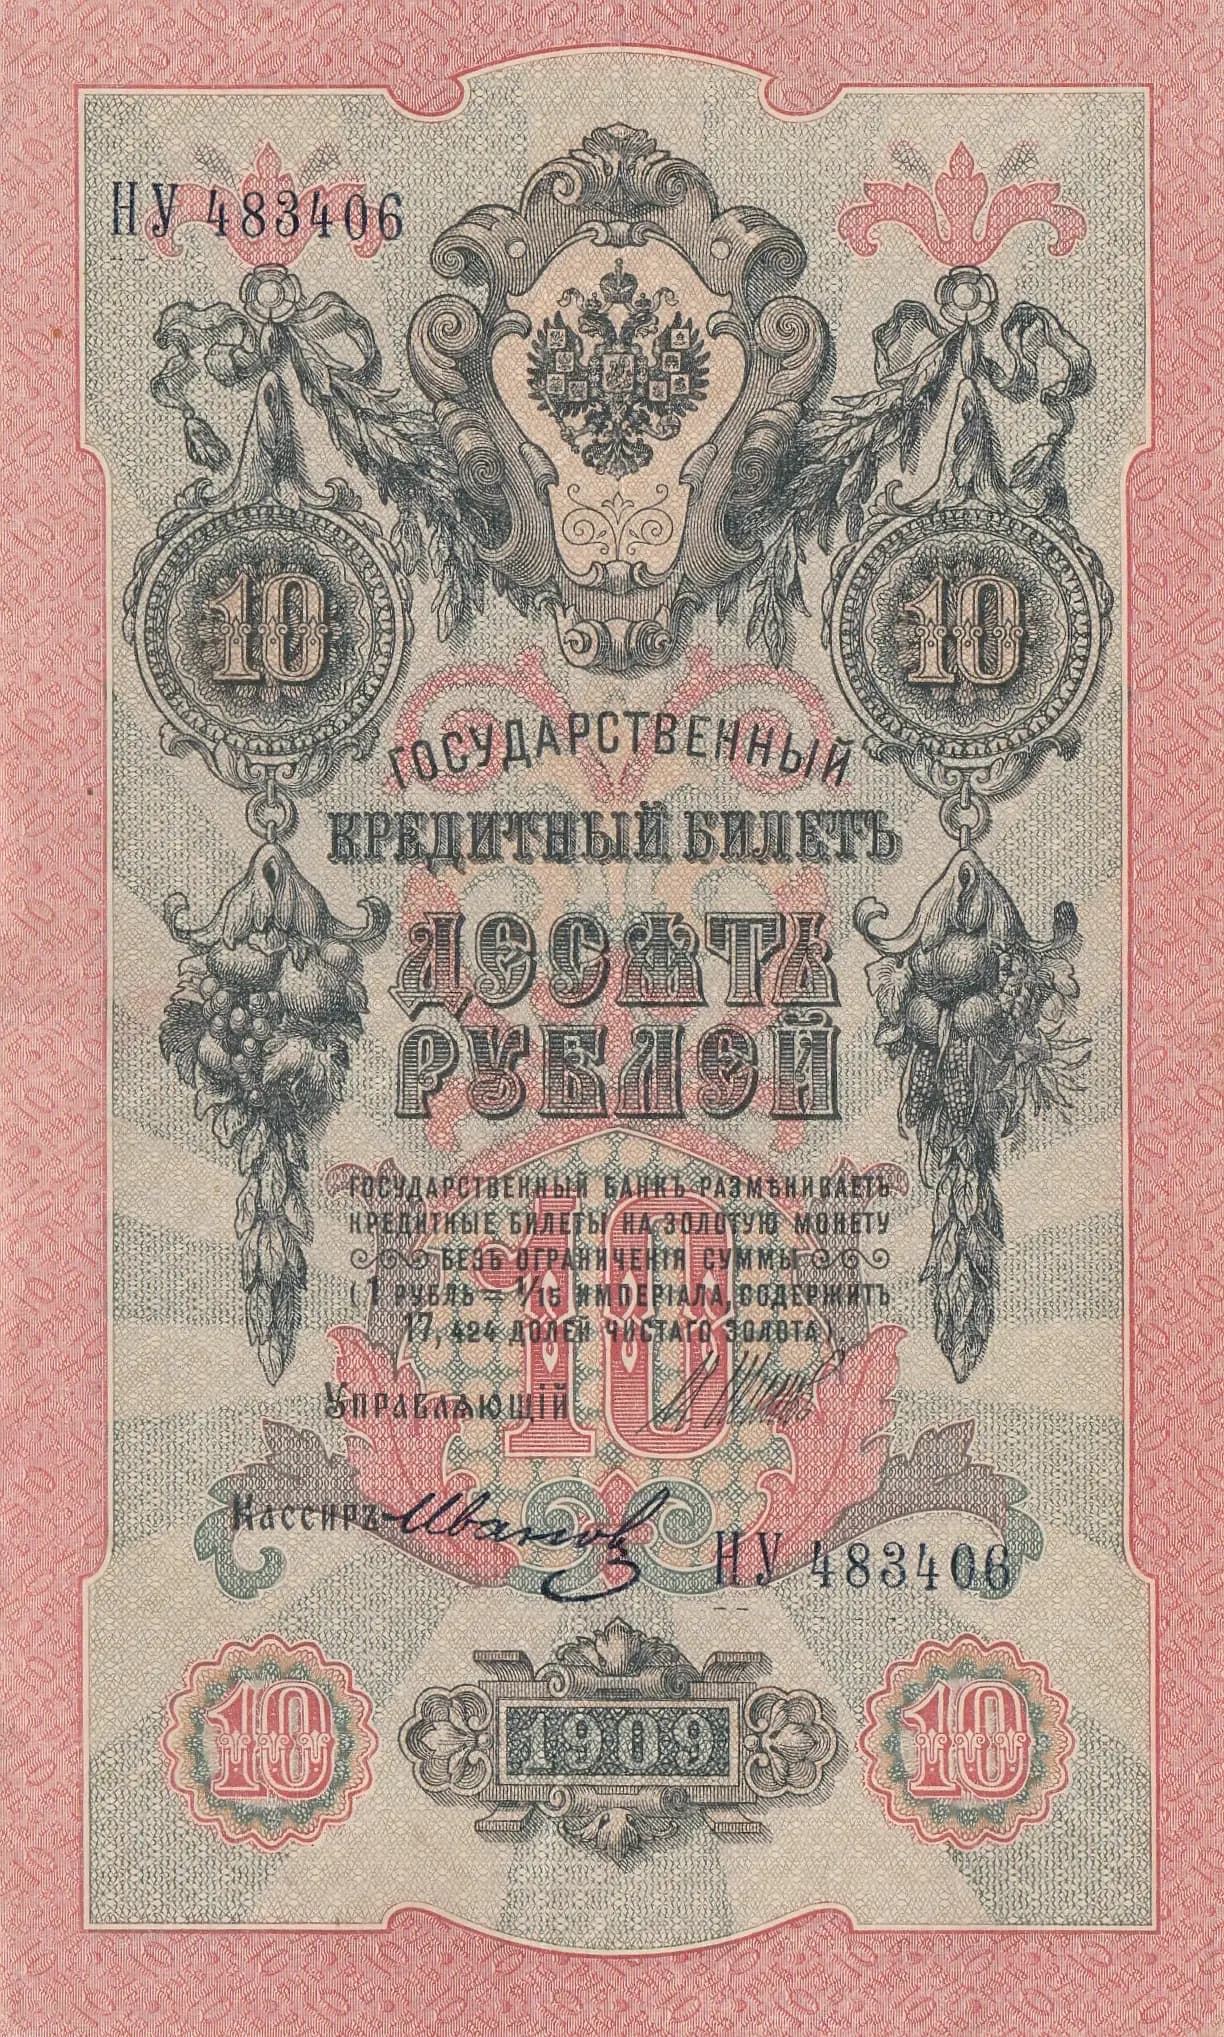 НУ 483406
10 10
ГОСУДАРСТВЕННЫЙ
КРЕДИТНЫЙ БИЛЕТЪ
ДЕСЯТЬ
РУБЛЕЙ
ГОСУДАРСТВЕННЫЙ БАНКЪ РАЗМѢНИВАЕТЪ
КРЕДИТНЫЕ БИЛЕТЫ НА ЗОЛОТУЮ МОНЕТУ
БЕЗЪ ОГРАНИЧЕНІЯ СУММЫ
(1 РУБЛЬ = 1/15 ИМПЕРІАЛА, СОДЕРЖИТЪ
17,424 ДОЛЕЙ ЧИСТАГО ЗОЛОТА).
10
Управляющій
Кассиръ Иванов
НУ 483406
10 1909 10